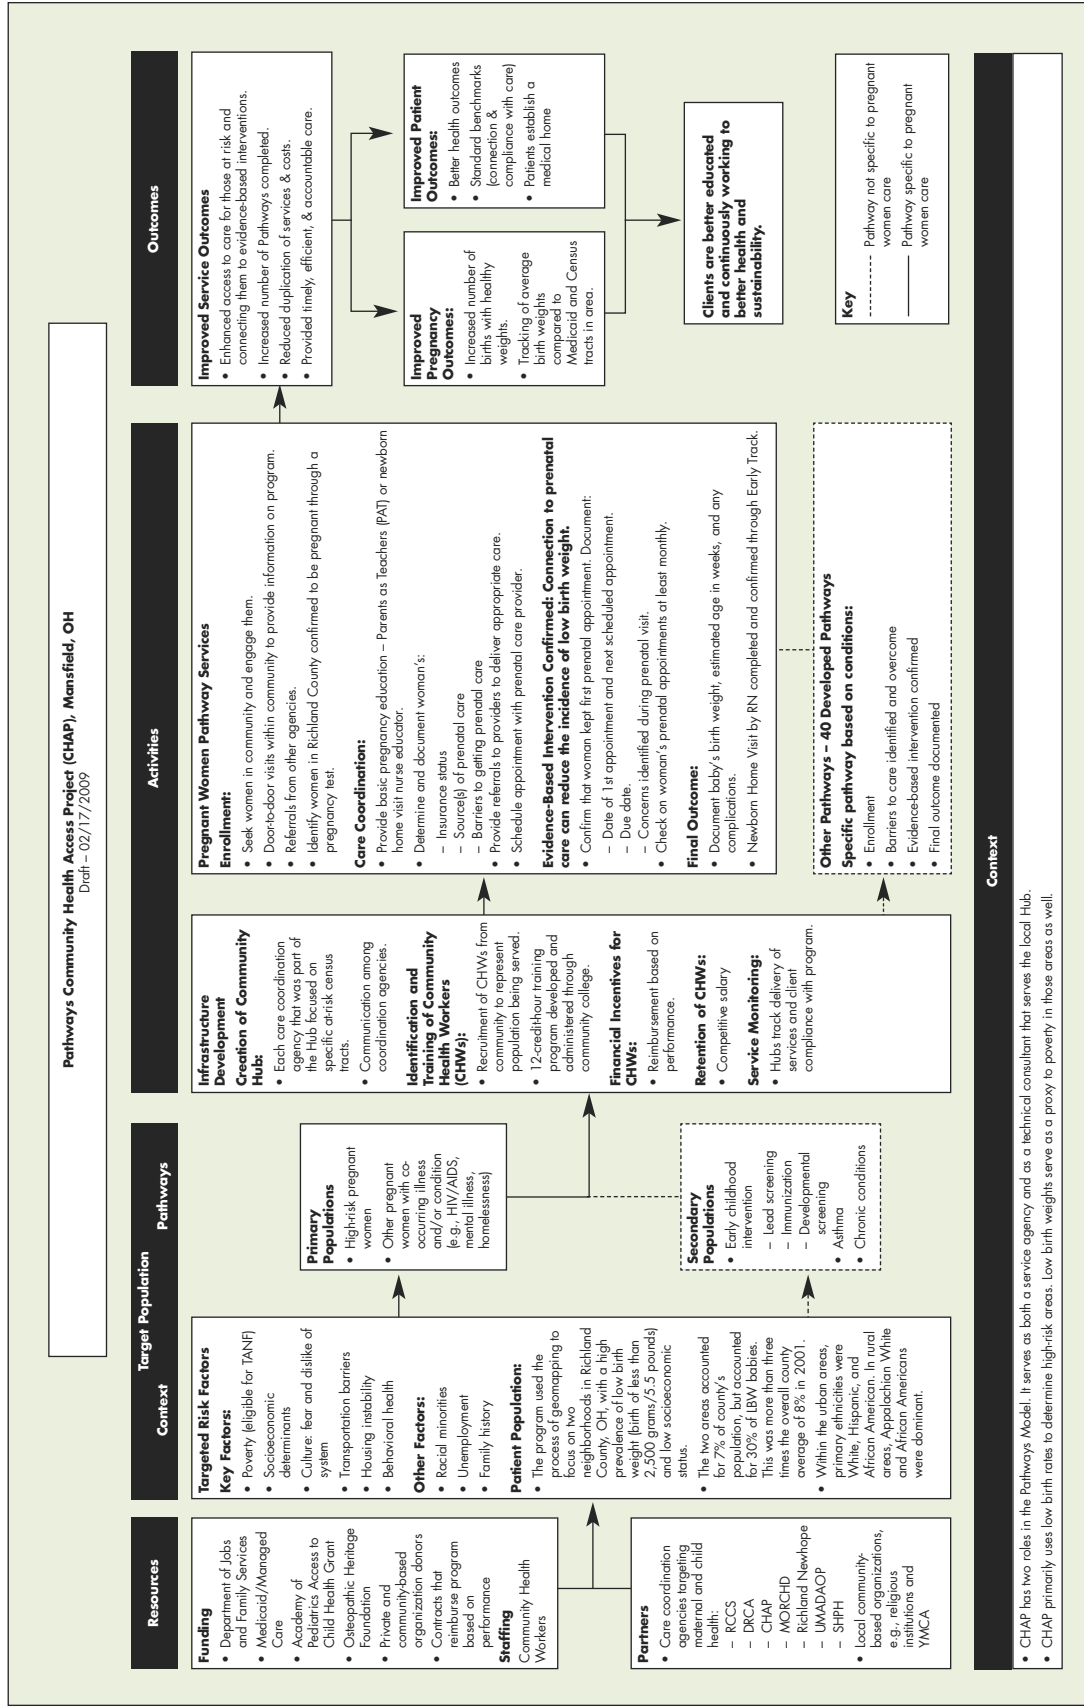 Pathways Community Health Access Project (CHAP), Mansfield, OH
Draft – 02/17/2009
Resources
Funding
• Department of Jobs
and Family Services
• Medicaid/Managed
Care
• Academy of
Pediatrics Access to
Child Health Grant
• Osteopathic Heritage
Foundation
• Private and
community-based
organization donors
• Contracts that
reimburse program
based on
performance
Staffing
Community Health
Workers
Partners
• Care coordination
agencies targeting
maternal and child
health:
– RCCS
– DRCA
– CHAP
– MORCHD
– Richland Newhope
– UMADAOP
– SHPH
• Local community-
based organizations,
e.g., religious
institutions and
YMCA
Target Population
Context
Pathways
Targeted Risk Factors
Key Factors:
• Poverty (eligible for TANF)
• Socioeconomic
determinants
• Culture: fear and dislike of
system
• Transportation barriers
• Housing instability
• Behavioral health
Other Factors:
• Racial minorities
• Unemployment
• Family history
Patient Population:
• The program used the
process of geomapping to
focus on two
neighborhoods in Richland
County, OH, with a high
prevalence of low birth
weight (birth of less than
2,500 grams/5.5 pounds)
and low socioeconomic
status.
• The two areas accounted
for 7% of county's
population, but accounted
for 30% of LBW babies.
This was more than three
times the overall county
average of 8% in 2001.
• Within the urban areas,
primary ethnicities were
White, Hispanic, and
African American. In rural
areas, Appalachian White
and African Americans
were dominant.
Primary
Populations
• High-risk pregnant
women
• Other pregnant
women with co-
occurring illness
and/or condition
(e.g., HIV/AIDS,
mental illness,
homelessness)
Secondary
Populations
• Early childhood
intervention
– Lead screening
– Immunization
– Developmental
screening
• Asthma
• Chronic conditions
Activities
Infrastructure
Development
Creation of Community
Hub:
• Each care coordination
agency that was part of
the Hub focused on
specific at-risk census
tracts.
• Communication among
coordination agencies.
Identification and
Training of Community
Health Workers
(CHWs):
• Recruitment of CHWs from
community to represent
population being served.
• 12-credit-hour training
program developed and
administered through
community college.
Financial Incentives for
CHWs:
• Reimbursement based on
performance.
Retention of CHWs:
• Competitive salary
Service Monitoring:
• Hubs track delivery of
services and client
compliance with program.
Pregnant Women Pathway Services
Enrollment:
• Seek women in community and engage them.
• Door-to-door visits within community to provide information on program.
• Referrals from other agencies.
• Identify women in Richland County confirmed to be pregnant through a
pregnancy test.
Care Coordination:
• Provide basic pregnancy education – Parents as Teachers (PAT) or newborn
home visit nurse educator.
• Determine and document woman's:
– Insurance status
– Source(s) of prenatal care
– Barriers to getting prenatal care
• Provide referrals to providers to deliver appropriate care.
• Schedule appointment with prenatal care provider.
Evidence-Based Intervention Confirmed: Connection to prenatal
care can reduce the incidence of low birth weight.
• Confirm that woman kept first prenatal appointment. Document:
– Date of 1st appointment and next scheduled appointment.
– Due date.
– Concerns identified during prenatal visit.
• Check on woman's prenatal appointments at least monthly.
Final Outcome:
• Document baby's birth weight, estimated age in weeks, and any
complications.
• Newborn Home Visit by RN completed and confirmed through Early Track.
Other Pathways – 40 Developed Pathways
Specific pathway based on conditions:
• Enrollment
• Barriers to care identified and overcome
• Evidence-based intervention confirmed
• Final outcome documented
Outcomes
Improved Service Outcomes
• Enhanced access to care for those at risk and
connecting them to evidence-based interventions.
• Increased number of Pathways completed.
• Reduced duplication of services & costs.
• Provided timely, efficient, & accountable care.
Improved
Pregnancy
Outcomes:
• Increased number of
births with healthy
weights.
• Tracking of average
birth weights
compared to
Medicaid and Census
tracts in area.
Improved Patient
Outcomes:
• Better health outcomes
• Standard benchmarks
(connection &
compliance with care)
• Patients establish a
medical home
Clients are better educated
and continuously working to
better health and
sustainability.
Key
Pathway not specific to pregnant
women care
Pathway specific to pregnant
women care
Context
• CHAP has two roles in the Pathways Model. It serves as both a service agency and as a technical consultant that serves the local Hub.
• CHAP primarily uses low birth rates to determine high-risk areas. Low birth weights serve as a proxy to poverty in those areas as well.